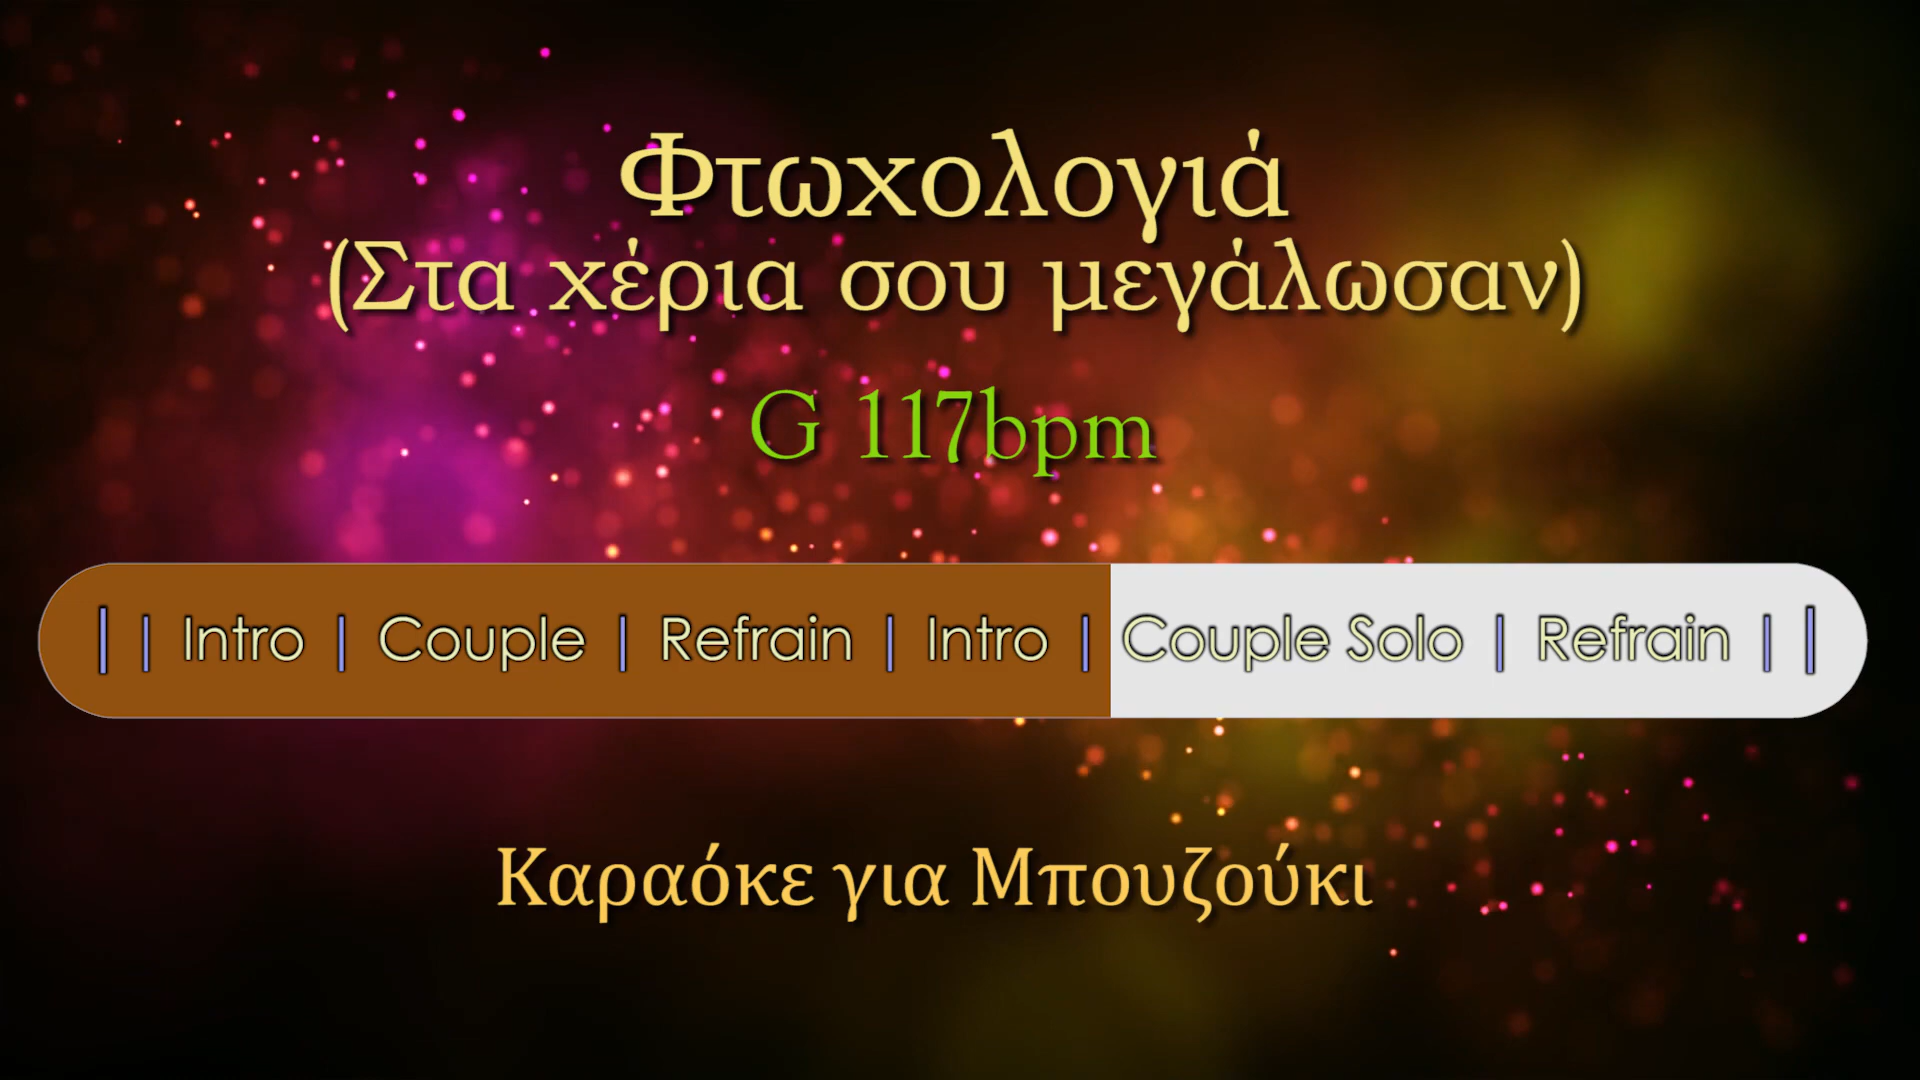 Φτωχολογιά
(Στα χέρια σου μεγάλωσαν)
G 117bpm
| | Intro | Couple | Refrain | Intro | Couple Solo | Refrain | |
Καραόκε για Μπουζούκι